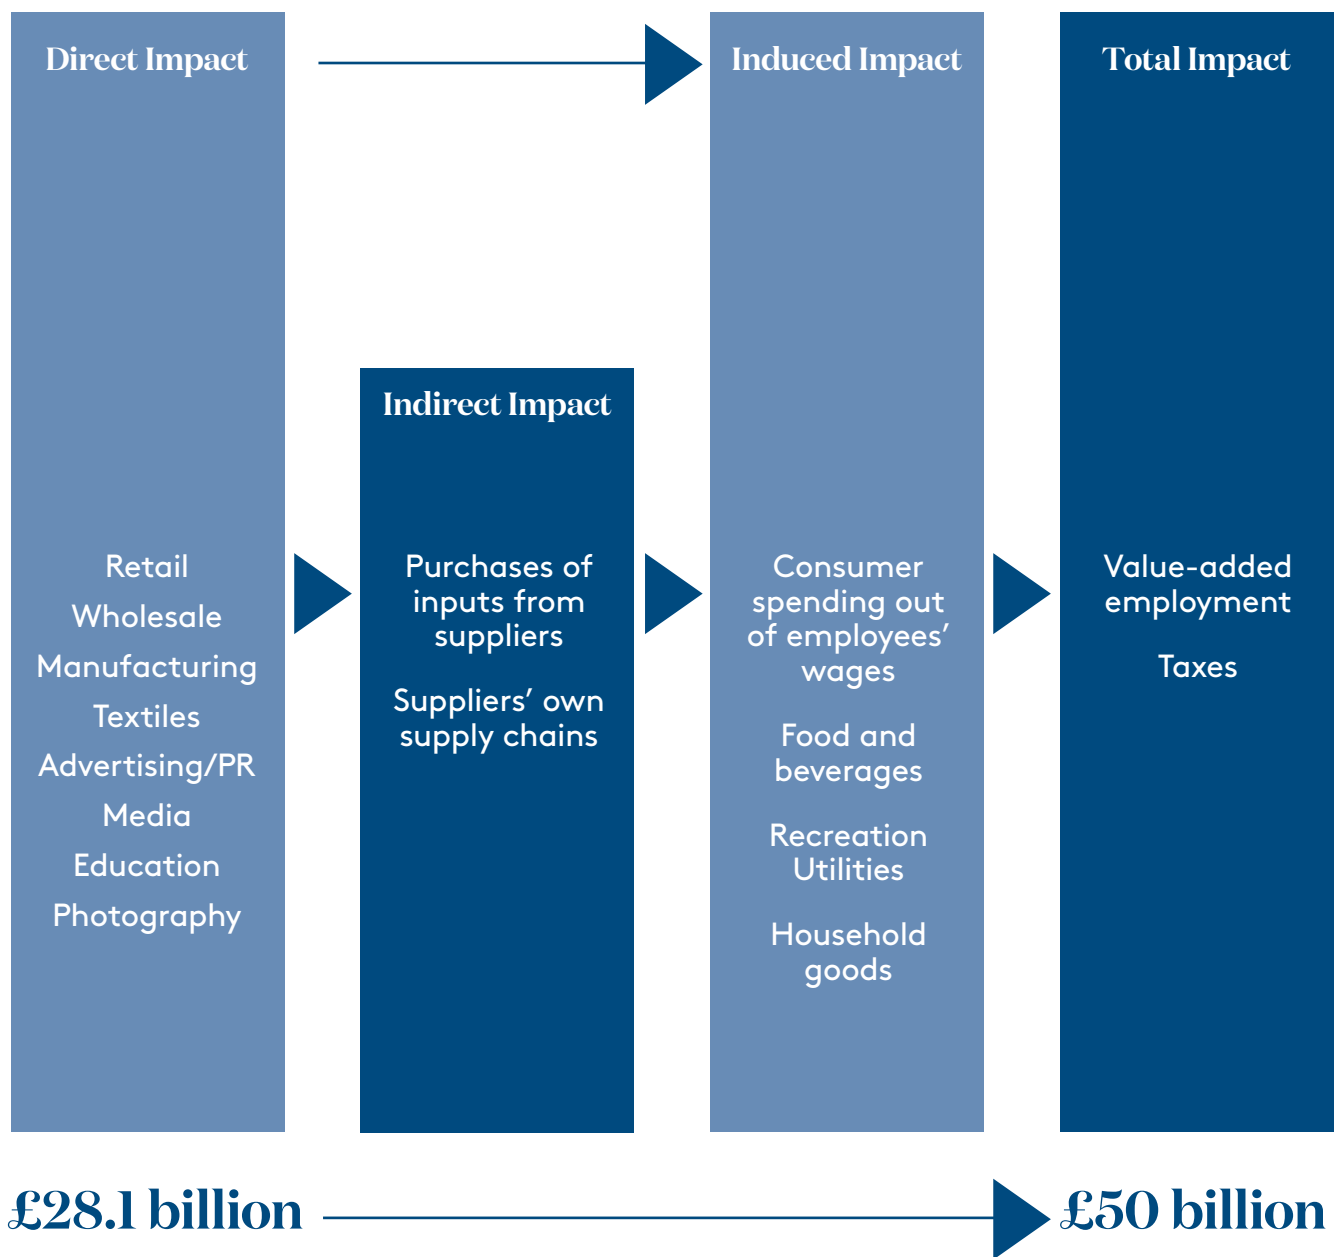 Direct Impact
Retail
Wholesale
Manufacturing
Textiles
Advertising/PR
Media
Education
Photography
Indirect Impact
Purchases of
inputs from
suppliers
Suppliers’ own
supply chains
Induced Impact
Consumer
spending out
of employees’
wages
Food and
beverages
Recreation
Utilities
Household
goods
Total Impact
Value-added
employment
Taxes
£28.1 billion
£50 billion